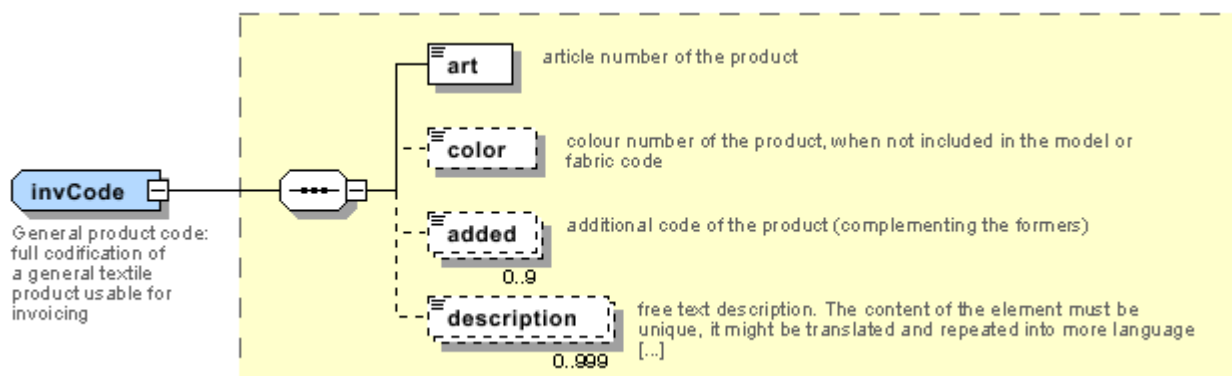 art
article number of the product
color
colour number of the product, when not included in the model or
fabric code
invCode
General product code:
full codification of
a general textile
product usable for
invoicing
added
additional code of the product (complementing the formers)
0..9
description
free text description. The content of the element must be
unique, it might be translated and repeated into more language
[...]
0..999